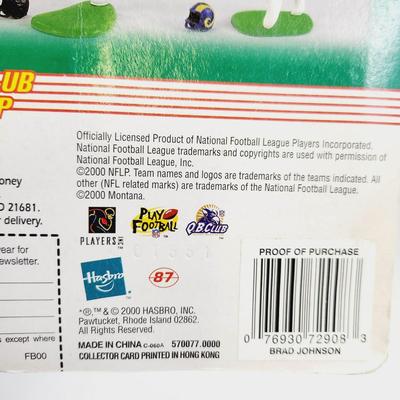 UB
P
Officially Licensed Product of National Football League Players Incorporated.
National Football League trademarks and copyrights are used with permission of
National Football League, Inc.
©2000 NFLP. Team names and logos are trademarks of the teams indicated. All
other (NFL related) marks are trademarks of the National Football League.
©2000 Montana.
oney
D 21681.
r delivery.
PLAYERS INC
PLAY FOOTBALL
Q.B.CLUB
year for
ewsletter.
Hasbro
87
PROOF OF PURCHASE
0 76930 72908 3
BRAD JOHNSON
*®,™& © 2000 HASBRO, INC.
Pawtucket, Rhode Island 02862.
All Rights Reserved.
s except where
FB00
MADE IN CHINA C-060A 570077.0000
COLLECTOR CARD PRINTED IN HONG KONG